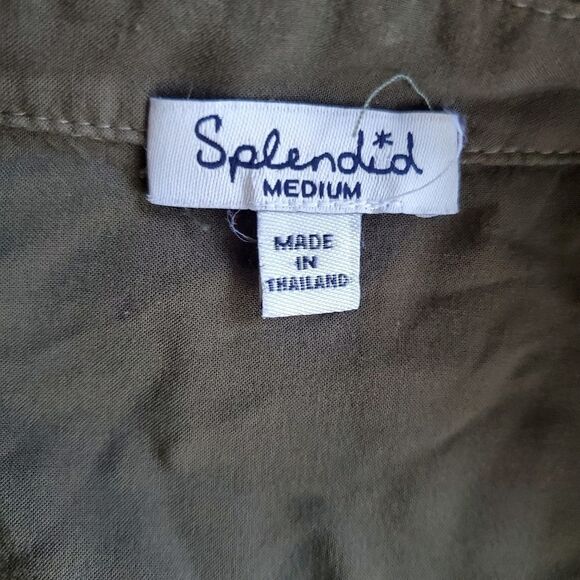 Splendid
MEDIUM
MADE
IN
THAILAND